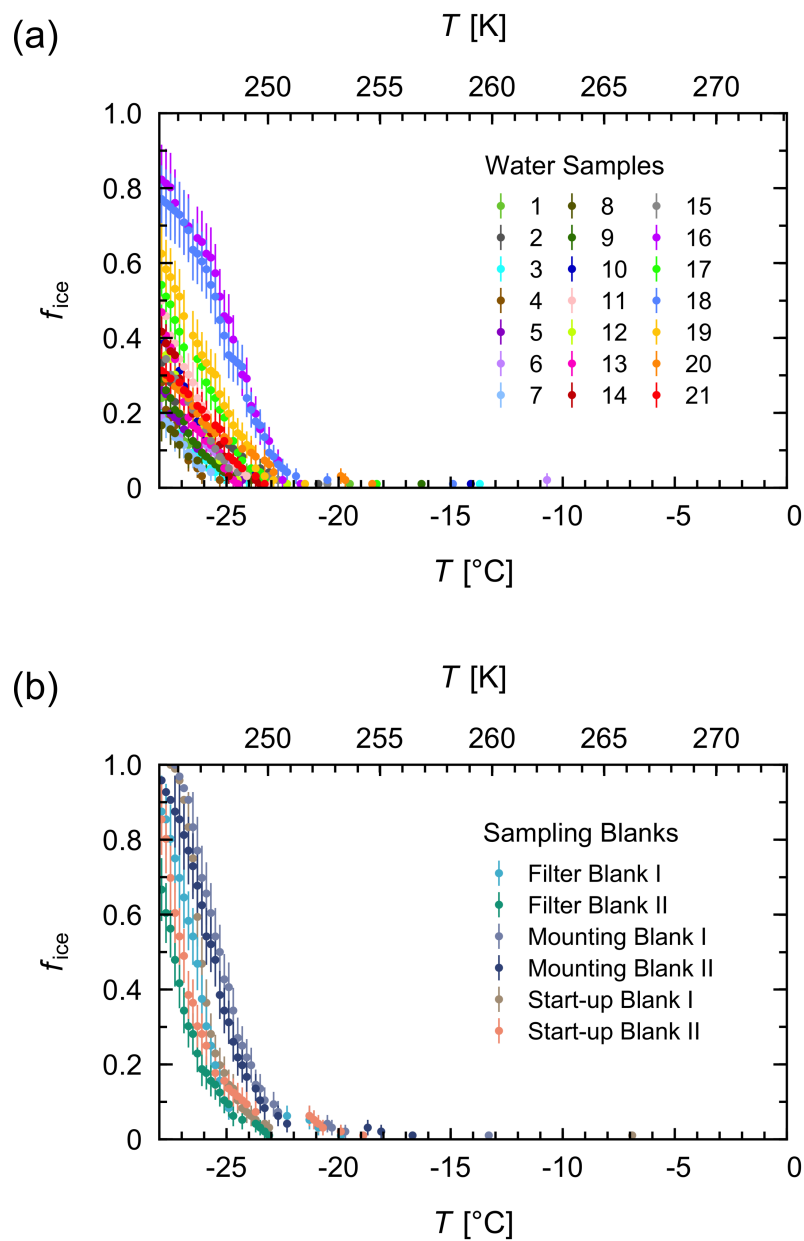 (a)
T [K]
250 255 260 265 270
1.0
0.8
0.6
0.4
0.2
0
f_ice
Water Samples
1 8 15
2 9 16
3 10 17
4 11 18
5 12 19
6 13 20
7 14 21
-25 -20 -15 -10 -5 0
T [°C]
(b)
T [K]
250 255 260 265 270
1.0
0.8
0.6
0.4
0.2
0
f_ice
Sampling Blanks
Filter Blank I
Filter Blank II
Mounting Blank I
Mounting Blank II
Start-up Blank I
Start-up Blank II
-25 -20 -15 -10 -5 0
T [°C]